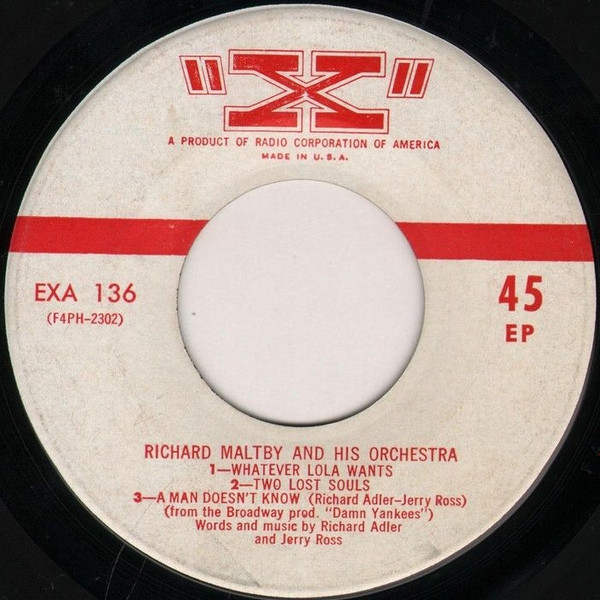 "X"
A PRODUCT OF RADIO CORPORATION OF AMERICA
MADE IN U.S.A.
EXA 136
(F4PH-2302)
45
EP
RICHARD MALTBY AND HIS ORCHESTRA
1—WHATEVER LOLA WANTS
2—TWO LOST SOULS
3—A MAN DOESN'T KNOW (Richard Adler-Jerry Ross)
(from the Broadway prod. "Damn Yankees")
Words and music by Richard Adler
and Jerry Ross